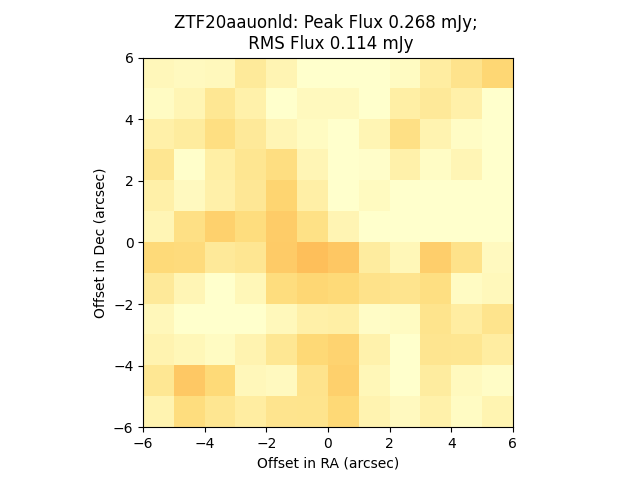 ZTF20aauonld: Peak Flux 0.268 mJy;
RMS Flux 0.114 mJy
6
4
2
0
−2
−4
−6
Offset in Dec (arcsec)
−6 −4 −2 0 2 4 6
Offset in RA (arcsec)